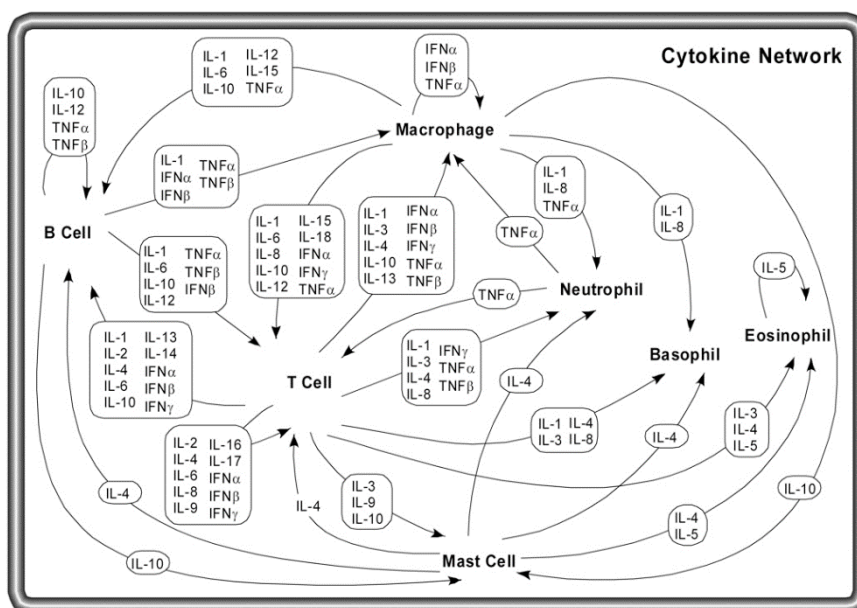 Cytokine Network
IL-10
IL-12
TNFα
TNFβ
IL-1 IL-12
IL-6 IL-15
IL-10 TNFα
IFNα
IFNβ
TNFα
Macrophage
IL-1 TNFα
IFNα TNFβ
IFNβ
IL-1
IL-8
TNFα
IL-1
IL-8
B Cell
IL-1 IL-15
IL-6 IL-18
IL-8 IFNα
IL-10 IFNγ
IL-12 TNFα
IL-1 IFNα
IL-3 IFNβ
IL-4 IFNγ
IL-10 TNFα
IL-13 TNFβ
TNFα
IL-1 TNFα
IL-6 TNFβ
IL-10 IFNβ
IL-12
IL-5
TNFα
Neutrophil
Eosinophil
Basophil
IL-1 IL-13
IL-2 IL-14
IL-4 IFNα
IL-6 IFNβ
IL-10 IFNγ
T Cell
IL-1 IFNγ
IL-3 TNFα
IL-4 TNFβ
IL-8
IL-4
IL-2 IL-16
IL-4 IL-17
IL-6 IFNα
IL-8 IFNβ
IL-9 IFNγ
IL-1 IL-4
IL-3 IL-8
IL-4
IL-3
IL-4
IL-5
IL-4
IL-4
IL-3
IL-9
IL-10
IL-4
IL-5
IL-10
IL-10
Mast Cell